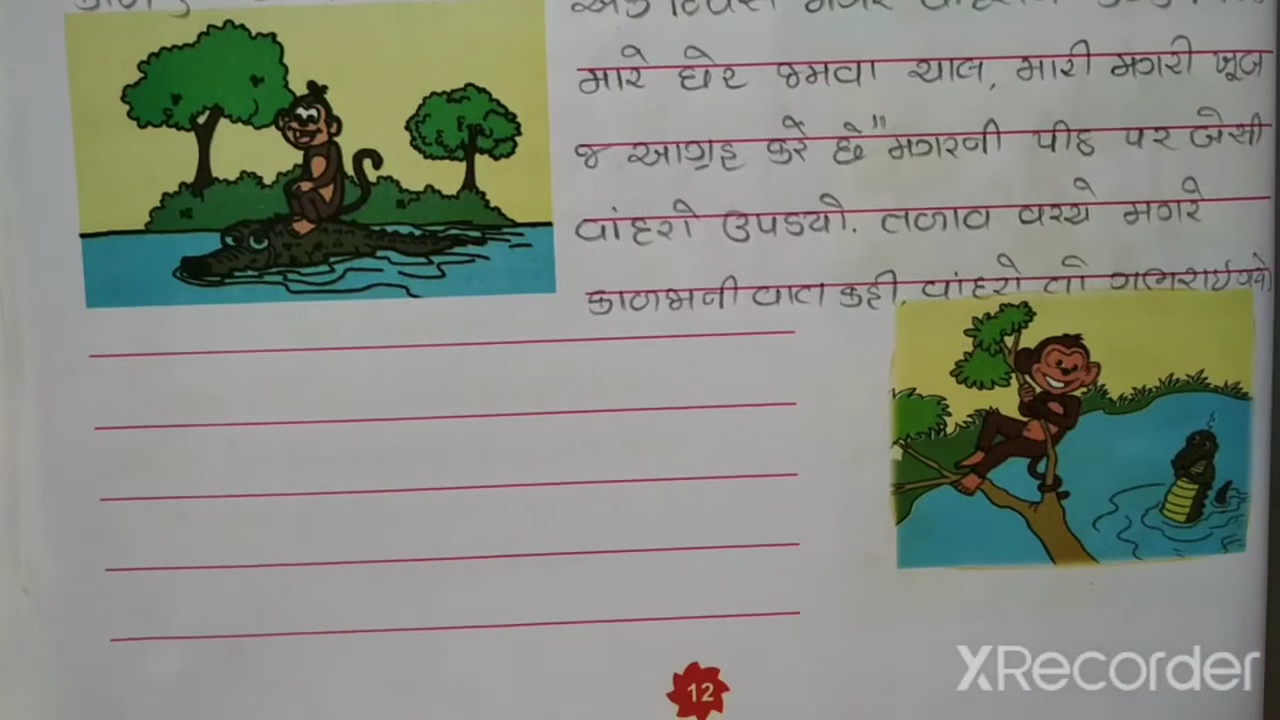 મારે ઘેર જમવા ચાલ, મારી મગરી ખૂબ
જ આગ્રહ કરે છે" મગરની પીઠ પર બેસી
વાંદરો ઉપડ્યો. તળાવ વચ્ચે મગરે
કાળજાની વાત કહી. વાંદરો તો ગભરાઈ ગયો
12
XRecorder